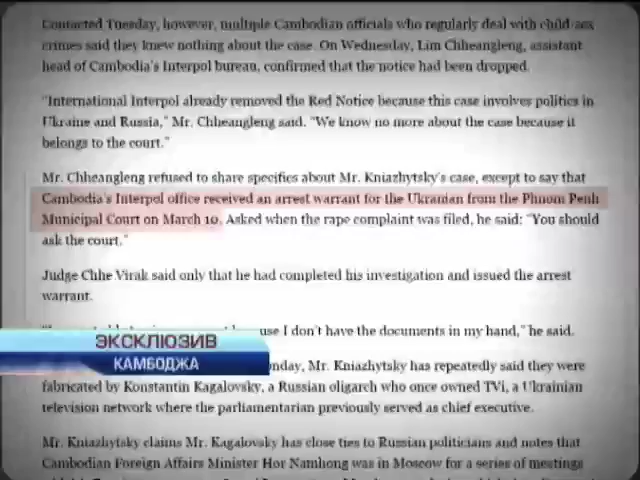 Contacted Tuesday, however, multiple Cambodian officials who regularly deal with child-sex
crimes said they knew nothing about the case. On Wednesday, Lim Chheangleng, assistant
head of Cambodia's Interpol bureau, confirmed that the notice had been dropped.
"International Interpol already removed the Red Notice because this case involves politics in
Ukraine and Russia," Mr. Chheangleng said. "We know no more about the case because it
belongs to the court."
Mr. Chheangleng refused to share specifics about Mr. Kniazhytsky's case, except to say that
Cambodia's Interpol office received an arrest warrant for the Ukranian from the Phnom Penh
Municipal Court on March 10. Asked when the rape complaint was filed, he said: "You should
ask the court."
Judge Chhe Virak said only that he had completed his investigation and issued the arrest
warrant.
use I don't have the documents in my hand," he said.
ЭКСКЛЮЗИВ
КАМБОДЖА
nday, Mr. Kniazhytsky has repeatedly said they were
fabricated by Konstantin Kagalovsky, a Russian oligarch who once owned TVi, a Ukrainian
television network where the parliamentarian previously served as chief executive.
Mr. Kniazhytsky claims Mr. Kagalovsky has close ties to Russian politicians and notes that
Cambodian Foreign Affairs Minister Hor Namhong was in Moscow for a series of meetings